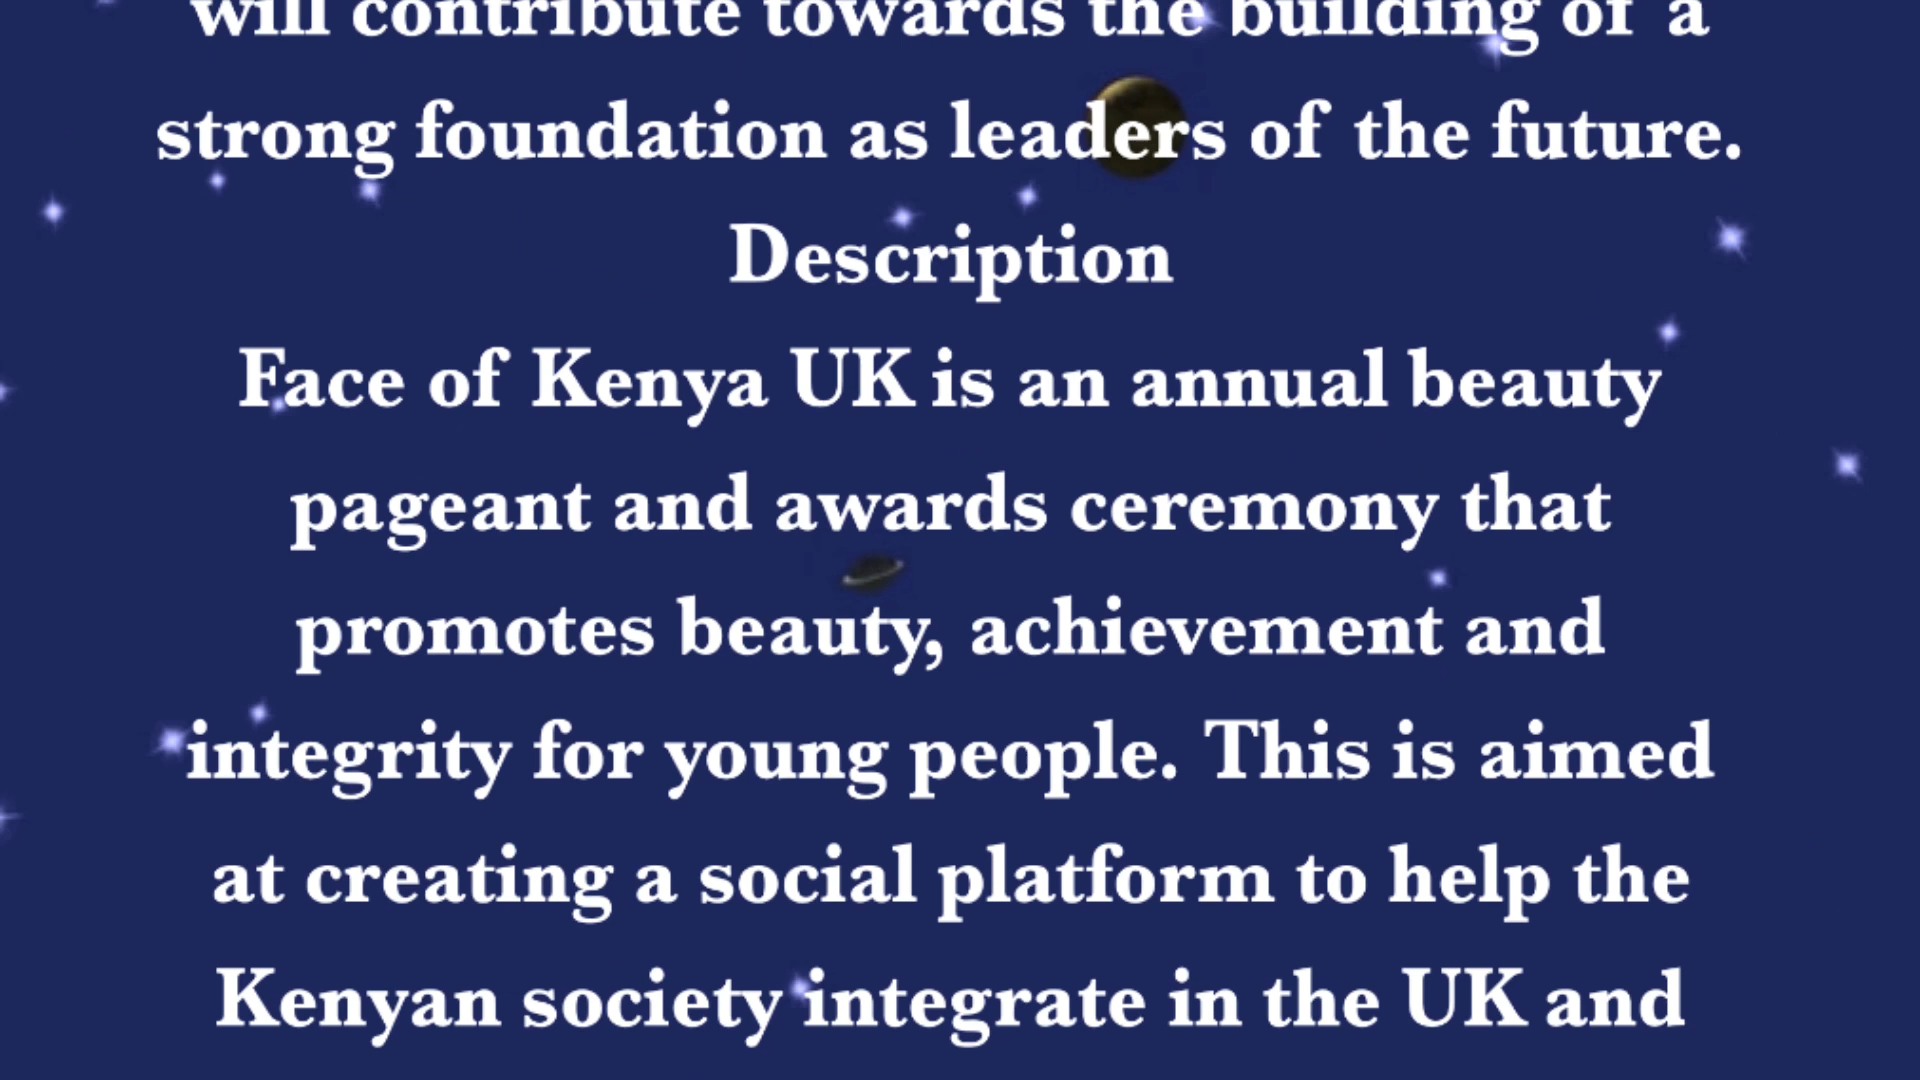 will contribute towards the building of a
strong foundation as leaders of the future.
Description
Face of Kenya UK is an annual beauty
pageant and awards ceremony that
promotes beauty, achievement and
integrity for young people. This is aimed
at creating a social platform to help the
Kenyan society integrate in the UK and